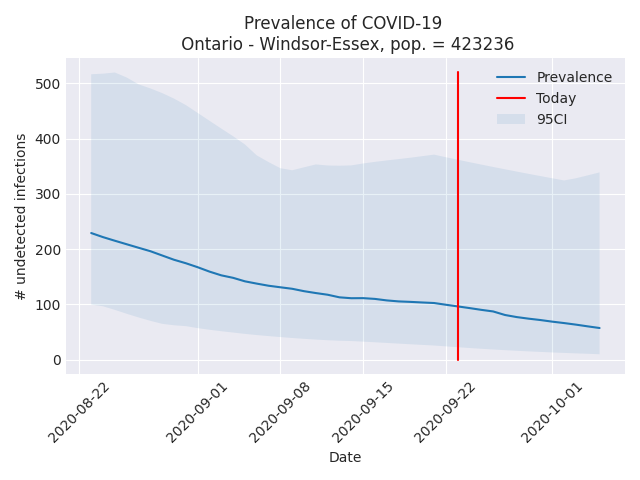 Prevalence of COVID-19
Ontario - Windsor-Essex, pop. = 423236
Prevalence
Today
95CI
# undetected infections
500
400
300
200
100
0
2020-08-22
2020-09-01
2020-09-08
2020-09-15
2020-09-22
2020-10-01
Date